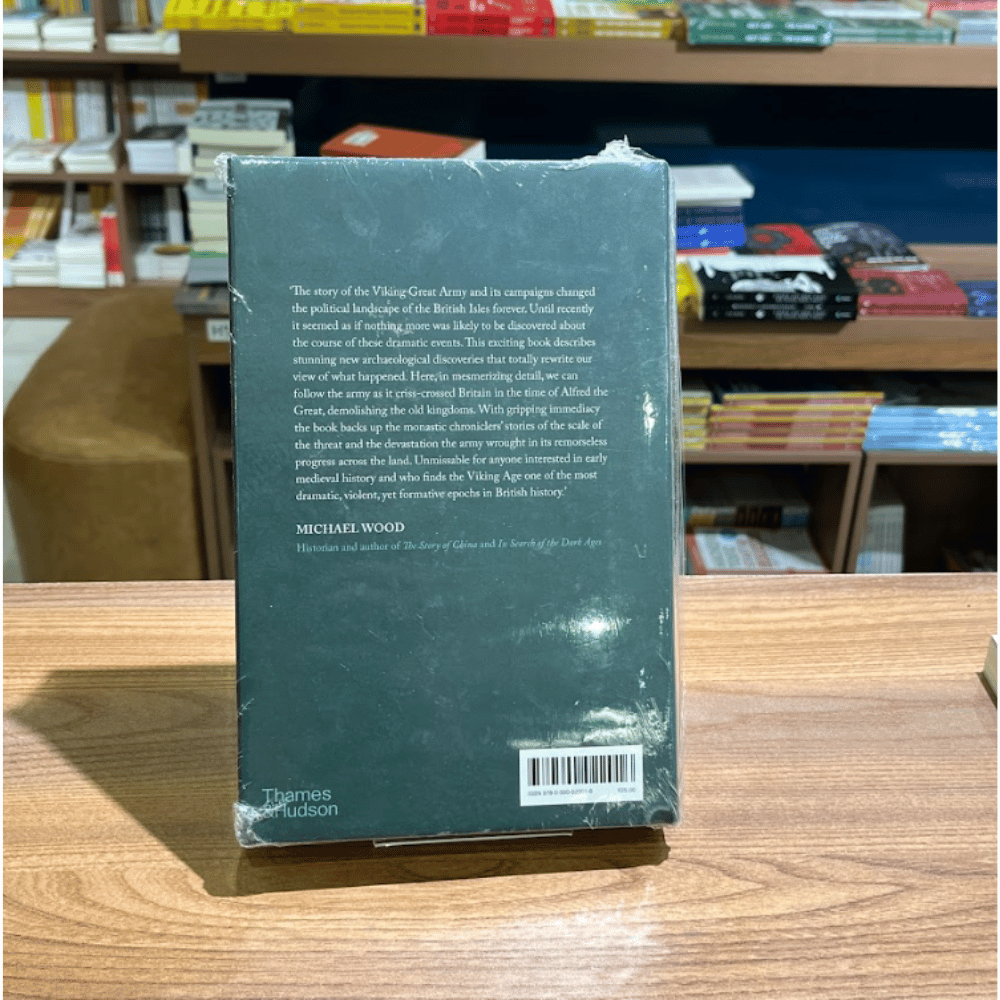 'The story of the Viking Great Army and its campaigns changed
the political landscape of the British Isles forever. Until recently
it seemed as if nothing more was likely to be discovered about
the course of these dramatic events. This exciting book describes
stunning new archaeological discoveries that totally rewrite our
view of what happened. Here, in mesmerizing detail, we can
follow the army as it criss-crossed Britain in the time of Alfred the
Great, demolishing the old kingdoms. With gripping immediacy
the book backs up the monastic chroniclers' stories of the scale of
the threat and the devastation the army wrought in its remorseless
progress across the land. Unmissable for anyone interested in early
medieval history and who finds the Viking Age one of the most
dramatic, violent, yet formative epochs in British history.'
MICHAEL WOOD
Historian and author of The Story of China and In Search of the Dark Ages
Thames
&Hudson
ISBN